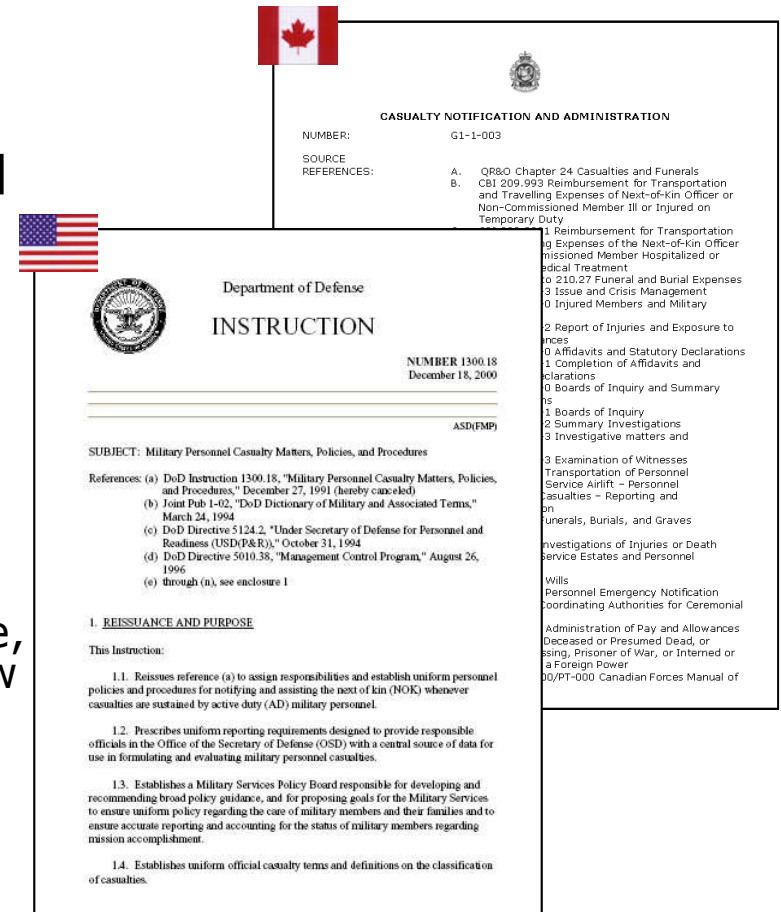 CASUALTY NOTIFICATION AND ADMINISTRATION
NUMBER: G1-1-003
SOURCE
REFERENCES: A. QR&O Chapter 24 Casualties and Funerals
B. CBI 209.993 Reimbursement for Transportation
and Travelling Expenses of Next-of-Kin Officer or
Non-Commissioned Member Ill or Injured on
Temporary Duty
1 Reimbursement for Transportation
g Expenses of the Next-of-Kin Officer
missioned Member Hospitalized or
edical Treatment
to 210.27 Funeral and Burial Expenses
-3 Issue and Crisis Management
-0 Injured Members and Military
-2 Report of Injuries and Exposure to
ances
-0 Affidavits and Statutory Declarations
-1 Completion of Affidavits and
eclarations
-0 Boards of Inquiry and Summary
ns
-1 Boards of Inquiry
-2 Summary Investigations
-3 Investigative matters and
-3 Examination of Witnesses
Transportation of Personnel
Service Airlift – Personnel
Casualties – Reporting and
on
Funerals, Burials, and Graves
nvestigations of Injuries or Death
Service Estates and Personnel
Wills
Personnel Emergency Notification
Coordinating Authorities for Ceremonial
Administration of Pay and Allowances
Deceased or Presumed Dead, or
ssing, Prisoner of War, or Interned or
a Foreign Power
00/PT-000 Canadian Forces Manual of
Department of Defense
INSTRUCTION
NUMBER 1300.18
December 18, 2000
ASD(FMP)
SUBJECT: Military Personnel Casualty Matters, Policies, and Procedures
References: (a) DoD Instruction 1300.18, "Military Personnel Casualty Matters, Policies,
and Procedures," December 27, 1991 (hereby canceled)
(b) Joint Pub 1-02, "DoD Dictionary of Military and Associated Terms,"
March 24, 1994
(c) DoD Directive 5124.2, "Under Secretary of Defense for Personnel and
Readiness (USD(P&R))," October 31, 1994
(d) DoD Directive 5010.38, "Management Control Program," August 26,
1996
(e) through (n), see enclosure 1
1. REISSUANCE AND PURPOSE
This Instruction:
1.1. Reissues reference (a) to assign responsibilities and establish uniform personnel
policies and procedures for notifying and assisting the next of kin (NOK) whenever
casualties are sustained by active duty (AD) military personnel.
1.2. Prescribes uniform reporting requirements designed to provide responsible
officials in the Office of the Secretary of Defense (OSD) with a central source of data for
use in formulating and evaluating military personnel casualties.
1.3. Establishes a Military Services Policy Board responsible for developing and
recommending broad policy guidance, and for proposing goals for the Military Services
to ensure uniform policy regarding the care of military members and their families and to
ensure accurate reporting and accounting for the status of military members regarding
mission accomplishment.
1.4. Establishes uniform official casualty terms and definitions on the classification
of casualties.